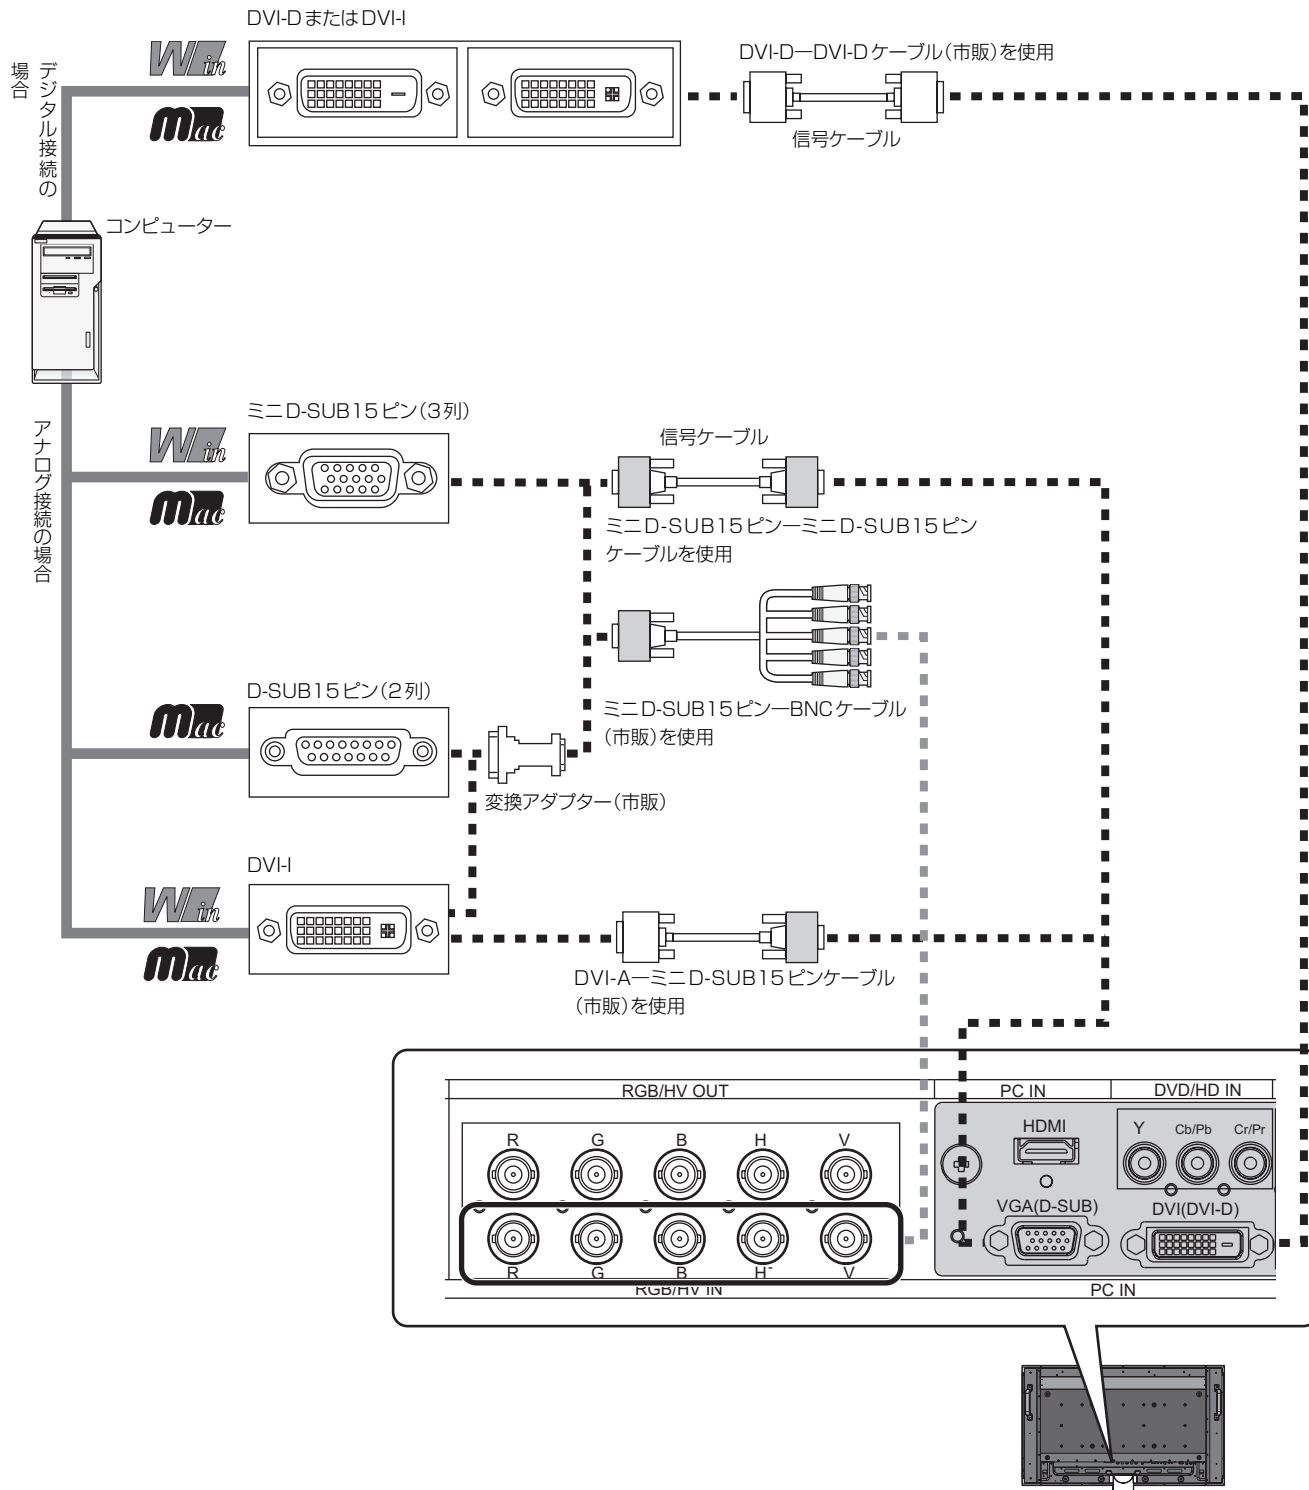 DVI-DまたはDVI-I
Win
Mac
デジタル接続の
場合
DVI-D―DVI-Dケーブル（市販）を使用
信号ケーブル
コンピューター
アナログ接続の場合
ミニD-SUB15ピン（3列）
Win
Mac
信号ケーブル
ミニD-SUB15ピン―ミニD-SUB15ピン
ケーブルを使用
ミニD-SUB15ピン―BNCケーブル
（市販）を使用
D-SUB15ピン（2列）
Mac
変換アダプター（市販）
DVI-I
Win
Mac
DVI-A―ミニD-SUB15ピンケーブル
（市販）を使用
RGB/HV OUT
PC IN
DVD/HD IN
R G B H V
HDMI
Y Cb/Pb Cr/Pr
VGA(D-SUB)
DVI(DVI-D)
R G B H V
RGB/HV IN
PC IN